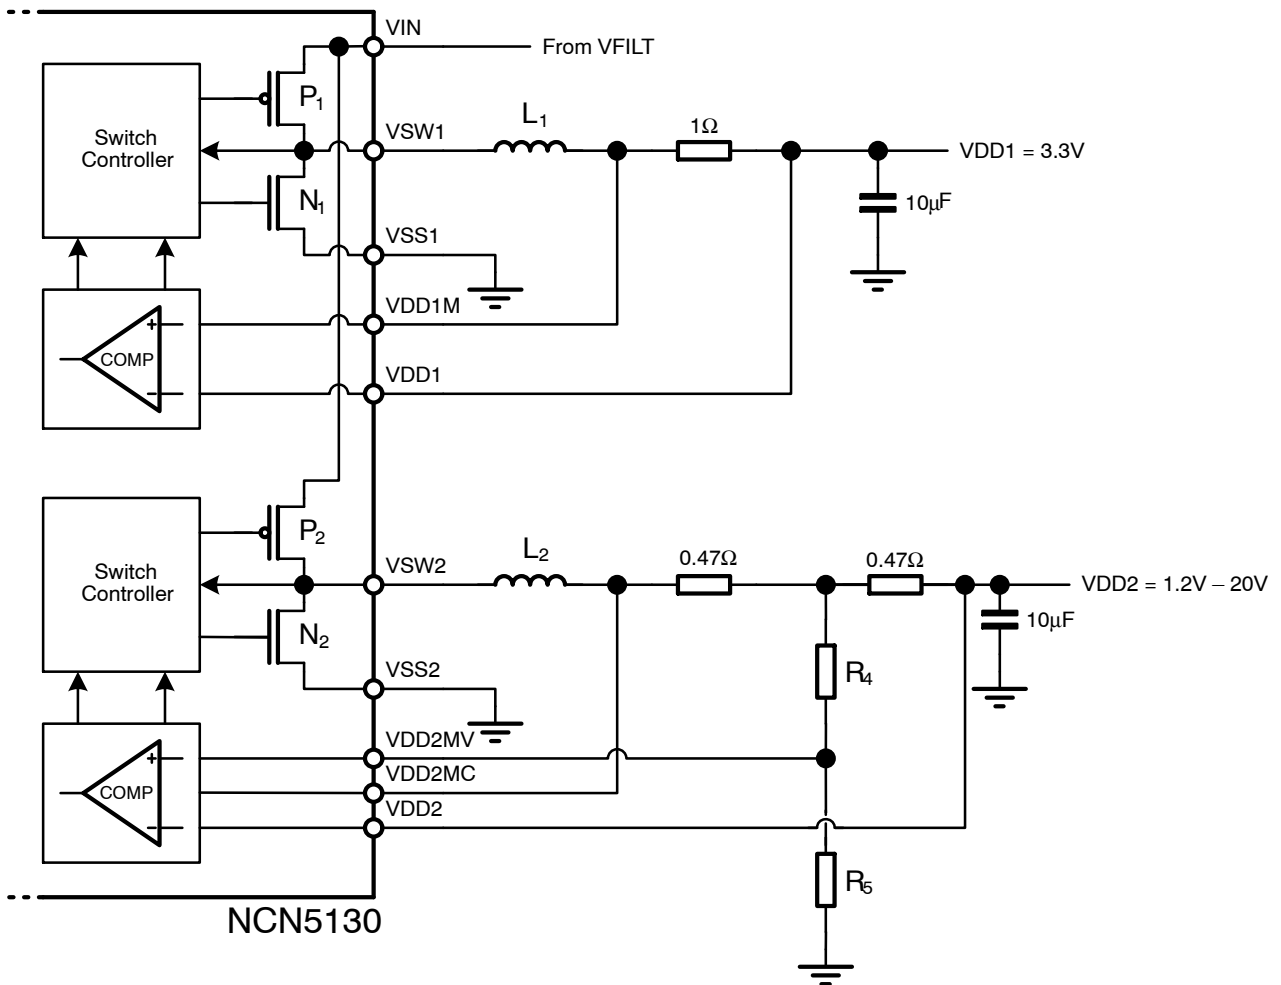 VIN
From VFILT
P1
L1
1Ω
VSW1
VDD1 = 3.3V
Switch
Controller
N1
10μF
VSS1
VDD1M
+
COMP
VDD1
−
P2
L2
0.47Ω
0.47Ω
VSW2
VDD2 = 1.2V – 20V
Switch
Controller
N2
10μF
VSS2
R4
VDD2MV
+
VDD2MC
COMP
VDD2
−
R5
NCN5130